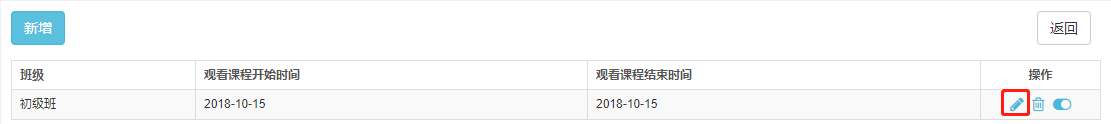 新增
返回
班级 观看课程开始时间 观看课程结束时间 操作
初级班 2018-10-15 2018-10-15